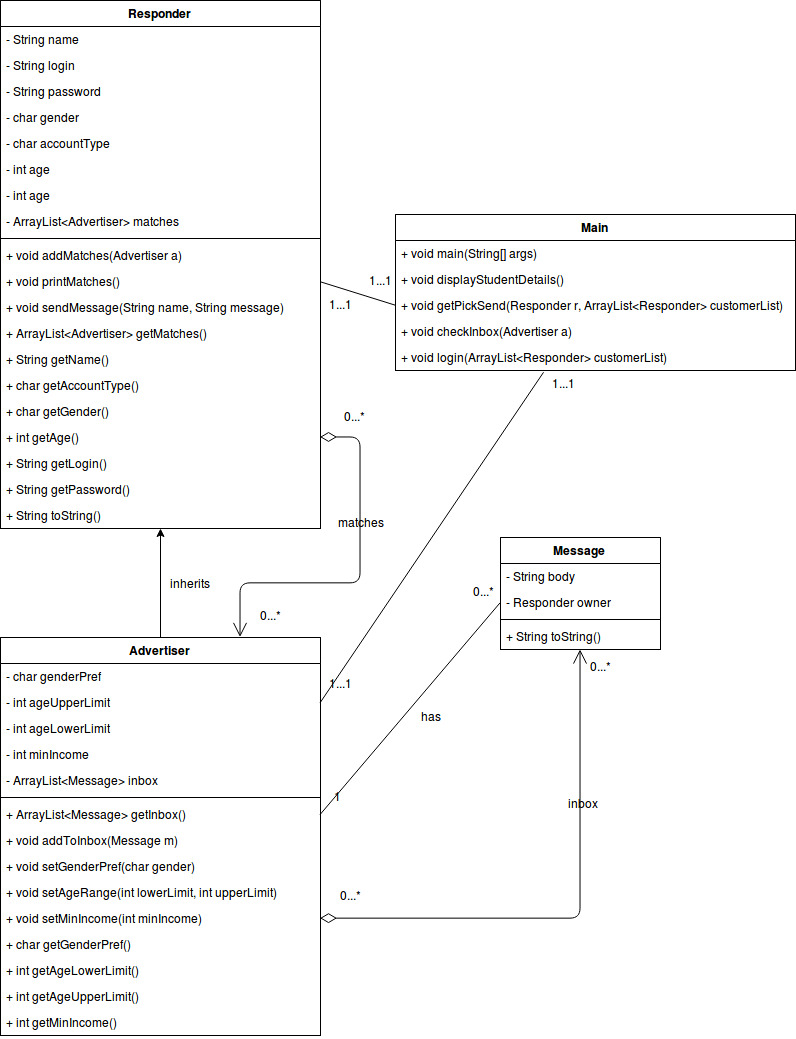 Responder
- String name
- String login
- String password
- char gender
- char accountType
- int age
- int age
- ArrayList<Advertiser> matches
+ void addMatches(Advertiser a)
+ void printMatches()
+ void sendMessage(String name, String message)
+ ArrayList<Advertiser> getMatches()
+ String getName()
+ char getAccountType()
+ char getGender()
+ int getAge()
+ String getLogin()
+ String getPassword()
+ String toString()
Main
+ void main(String[] args)
+ void displayStudentDetails()
+ void getPickSend(Responder r, ArrayList<Responder> customerList)
+ void checkInbox(Advertiser a)
+ void login(ArrayList<Responder> customerList)
1...1
1...1
1...1
0...*
matches
0...*
inherits
Message
- String body
- Responder owner
+ String toString()
0...*
0...*
Advertiser
- char genderPref
- int ageUpperLimit
- int ageLowerLimit
- int minIncome
- ArrayList<Message> inbox
+ ArrayList<Message> getInbox()
+ void addToInbox(Message m)
+ void setGenderPref(char gender)
+ void setAgeRange(int lowerLimit, int upperLimit)
+ void setMinIncome(int minIncome)
+ char getGenderPref()
+ int getAgeLowerLimit()
+ int getAgeUpperLimit()
+ int getMinIncome()
1...1
has
1
inbox
0...*